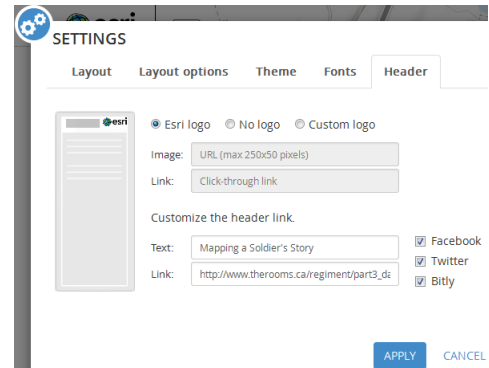 esri
SETTINGS
Layout Layout options Theme Fonts Header
esri
Esri logo No logo Custom logo
Image: URL (max 250x50 pixels)
Link: Click-through link
Customize the header link.
Text: Mapping a Soldier's Story
Link: http://www.therooms.ca/regiment/part3_da
Facebook
Twitter
Bitly
APPLY CANCEL